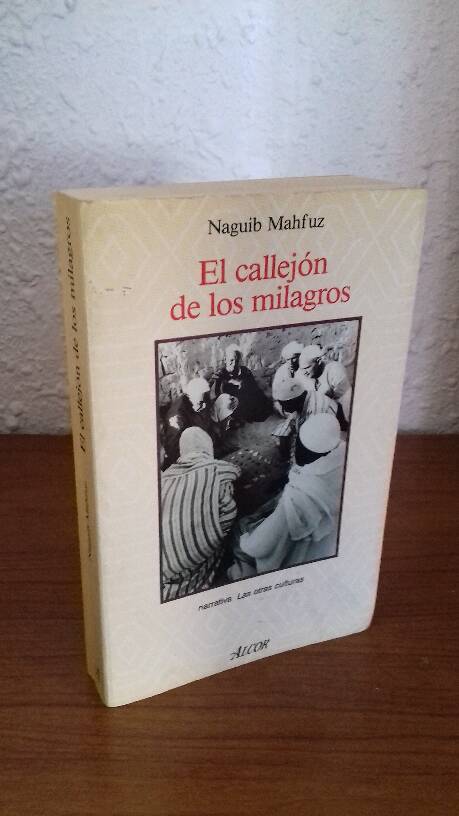 Naguib Mahfuz
El callejón
de los milagros
narrativa Las otras culturas
ALCOR
El callejón de los milagros